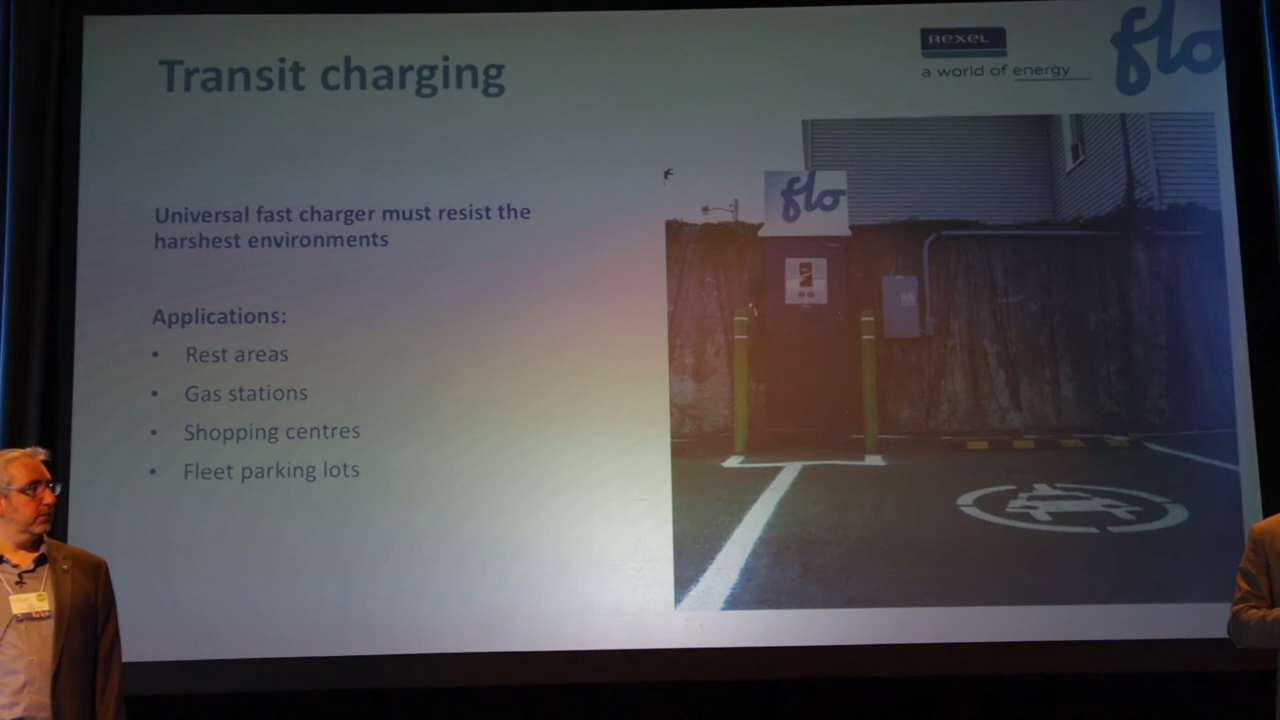 Transit charging
REXEL
a world of energy
flo
Universal fast charger must resist the
harshest environments
Applications:
• Rest areas
• Gas stations
• Shopping centres
• Fleet parking lots
flo